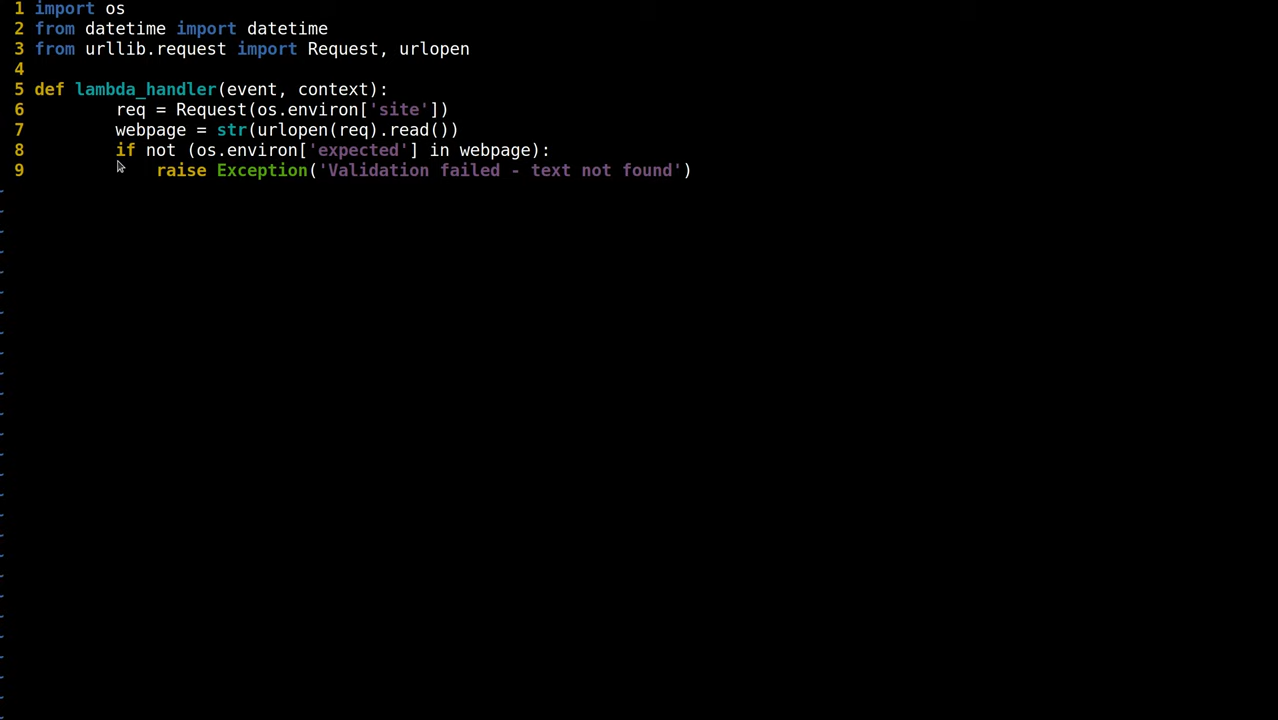 1 import os
2 from datetime import datetime
3 from urllib.request import Request, urlopen
4
5 def lambda_handler(event, context):
6         req = Request(os.environ['site'])
7         webpage = str(urlopen(req).read())
8         if not (os.environ['expected'] in webpage):
9             raise Exception('Validation failed - text not found')